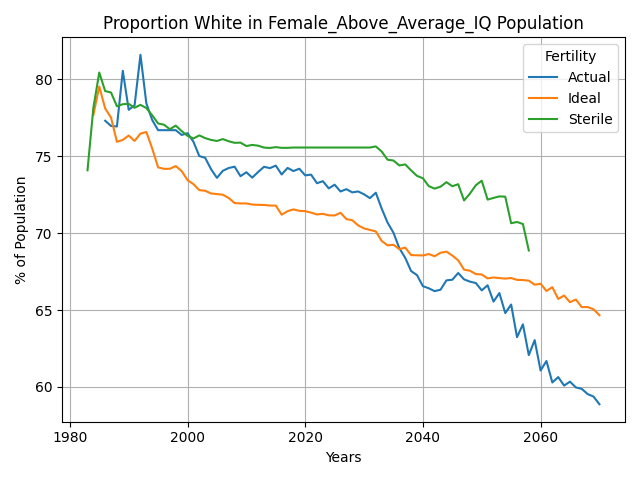 Proportion White in Female_Above_Average_IQ Population
% of Population
80
75
70
65
60
1980
2000
2020
2040
2060
Years
Fertility
Actual
Ideal
Sterile